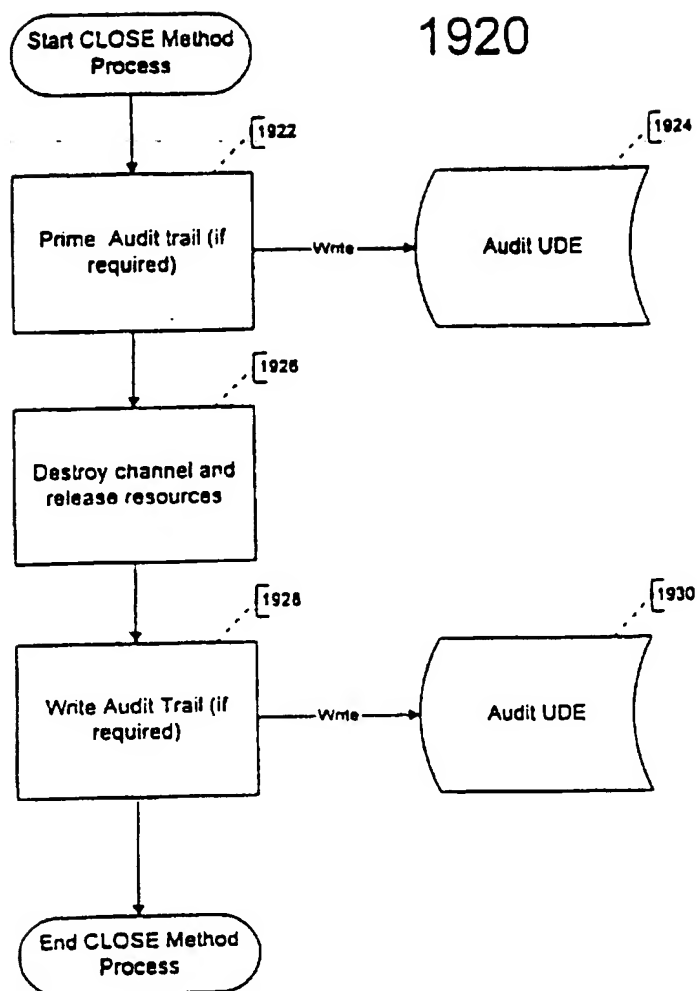 1920
Start CLOSE Method
Process
1922
1924
Prime Audit trail (if
required)
Write
Audit UDE
1926
Destroy channel and
release resources
1928
1930
Write Audit Trail (if
required)
Write
Audit UDE
End CLOSE Method
Process